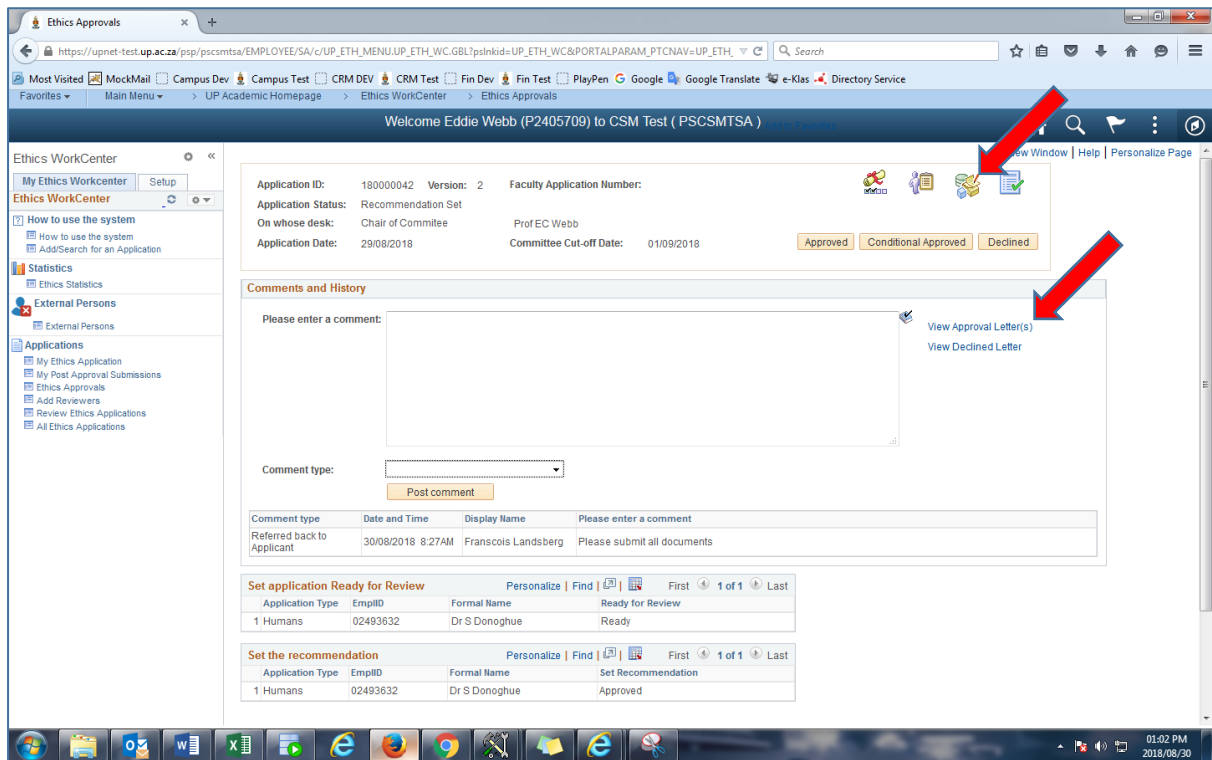 Ethics Approvals
https://upnet-test.up.ac.za/psp/pscsmtsa/EMPLOYEE/SA/c/UP_ETH_MENU.UP_ETH_WC.GBL?pslnkid=UP_ETH_WC&PORTALPARAM_PTCNAV=UP_ETH_ Search
Most Visited MockMail Campus Dev Campus Test CRM DEV CRM Test Fin Dev Fin Test PlayPen Google Google Translate e-Klas Directory Service
Favorites Main Menu > UP Academic Homepage > Ethics WorkCenter > Ethics Approvals
Welcome Eddie Webb (P2405709) to CSM Test ( PSCSMTSA ) Add to Favorites
Window | Help | Personalize Page
Ethics WorkCenter
My Ethics Workcenter Setup
Ethics WorkCenter
How to use the system
How to use the system
Add/Search for an Application
Statistics
Ethics Statistics
External Persons
External Persons
Applications
My Ethics Application
My Post Approval Submissions
Ethics Approvals
Add Reviewers
Review Ethics Applications
All Ethics Applications
Application ID: 180000042 Version: 2 Faculty Application Number:
Application Status: Recommendation Set
On whose desk: Chair of Commitee Prof EC Webb
Application Date: 29/08/2018 Committee Cut-off Date: 01/09/2018 Approved Conditional Approved Declined
Comments and History
Please enter a comment:
View Approval Letter(s)
View Declined Letter
Comment type:
Post comment
Comment type Date and Time Display Name Please enter a comment
Referred back to Applicant 30/08/2018 8:27AM Franscois Landsberg Please submit all documents
Set application Ready for Review Personalize | Find | First 1 of 1 Last
Application Type EmplID Formal Name Ready for Review
1 Humans 02493632 Dr S Donoghue Ready
Set the recommendation Personalize | Find | First 1 of 1 Last
Application Type EmplID Formal Name Set Recommendation
1 Humans 02493632 Dr S Donoghue Approved
01:02 PM
2018/08/30